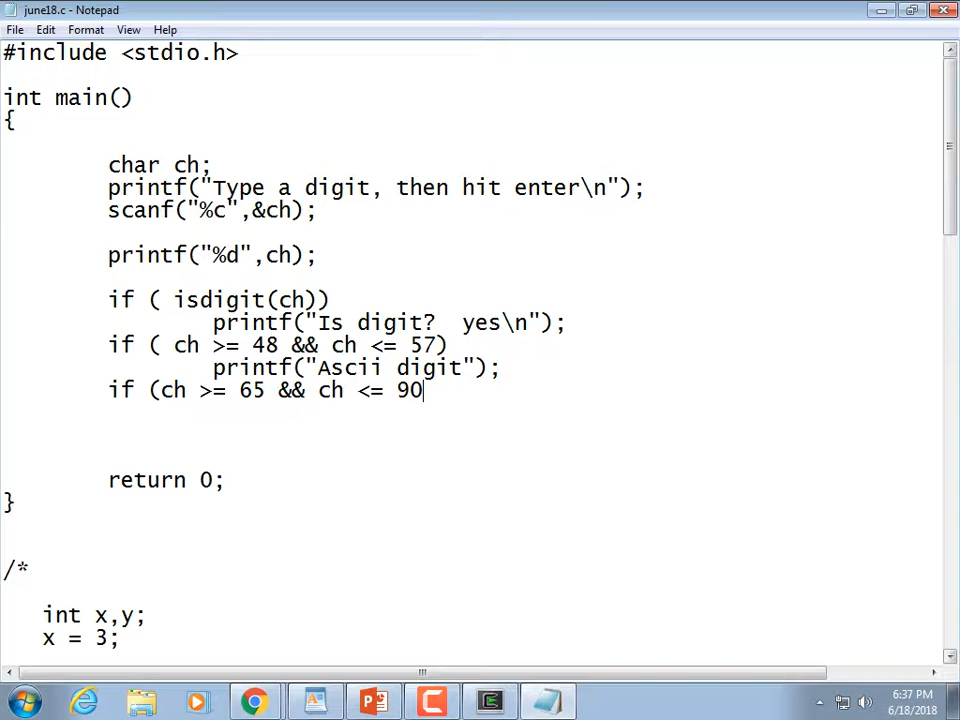 june18.c - Notepad
File Edit Format View Help
#include <stdio.h>
int main()
{
char ch;
printf("Type a digit, then hit enter\n");
scanf("%c",&ch);
printf("%d",ch);
if ( isdigit(ch))
printf("Is digit?  yes\n");
if ( ch >= 48 && ch <= 57)
printf("Ascii digit");
if (ch >= 65 && ch <= 90
return 0;
}
/*
int x,y;
x = 3;
6:37 PM
6/18/2018